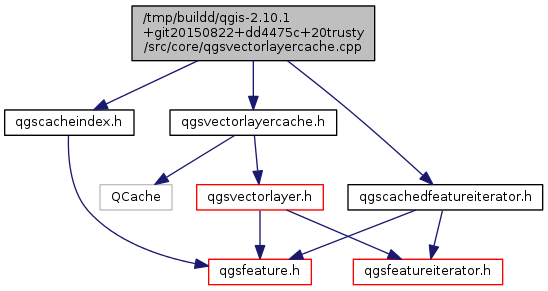 /tmp/buildd/qgis-2.10.1
+git20150822+dd4475c+20trusty
/src/core/qgsvectorlayercache.cpp
qgscacheindex.h
qgsvectorlayercache.h
QCache
qgsvectorlayer.h
qgscachedfeatureiterator.h
qgsfeature.h
qgsfeatureiterator.h